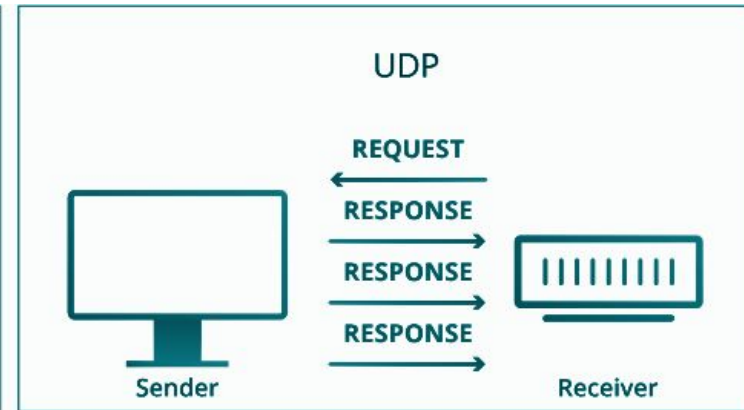 UDP
REQUEST
RESPONSE
RESPONSE
RESPONSE
Sender
Receiver